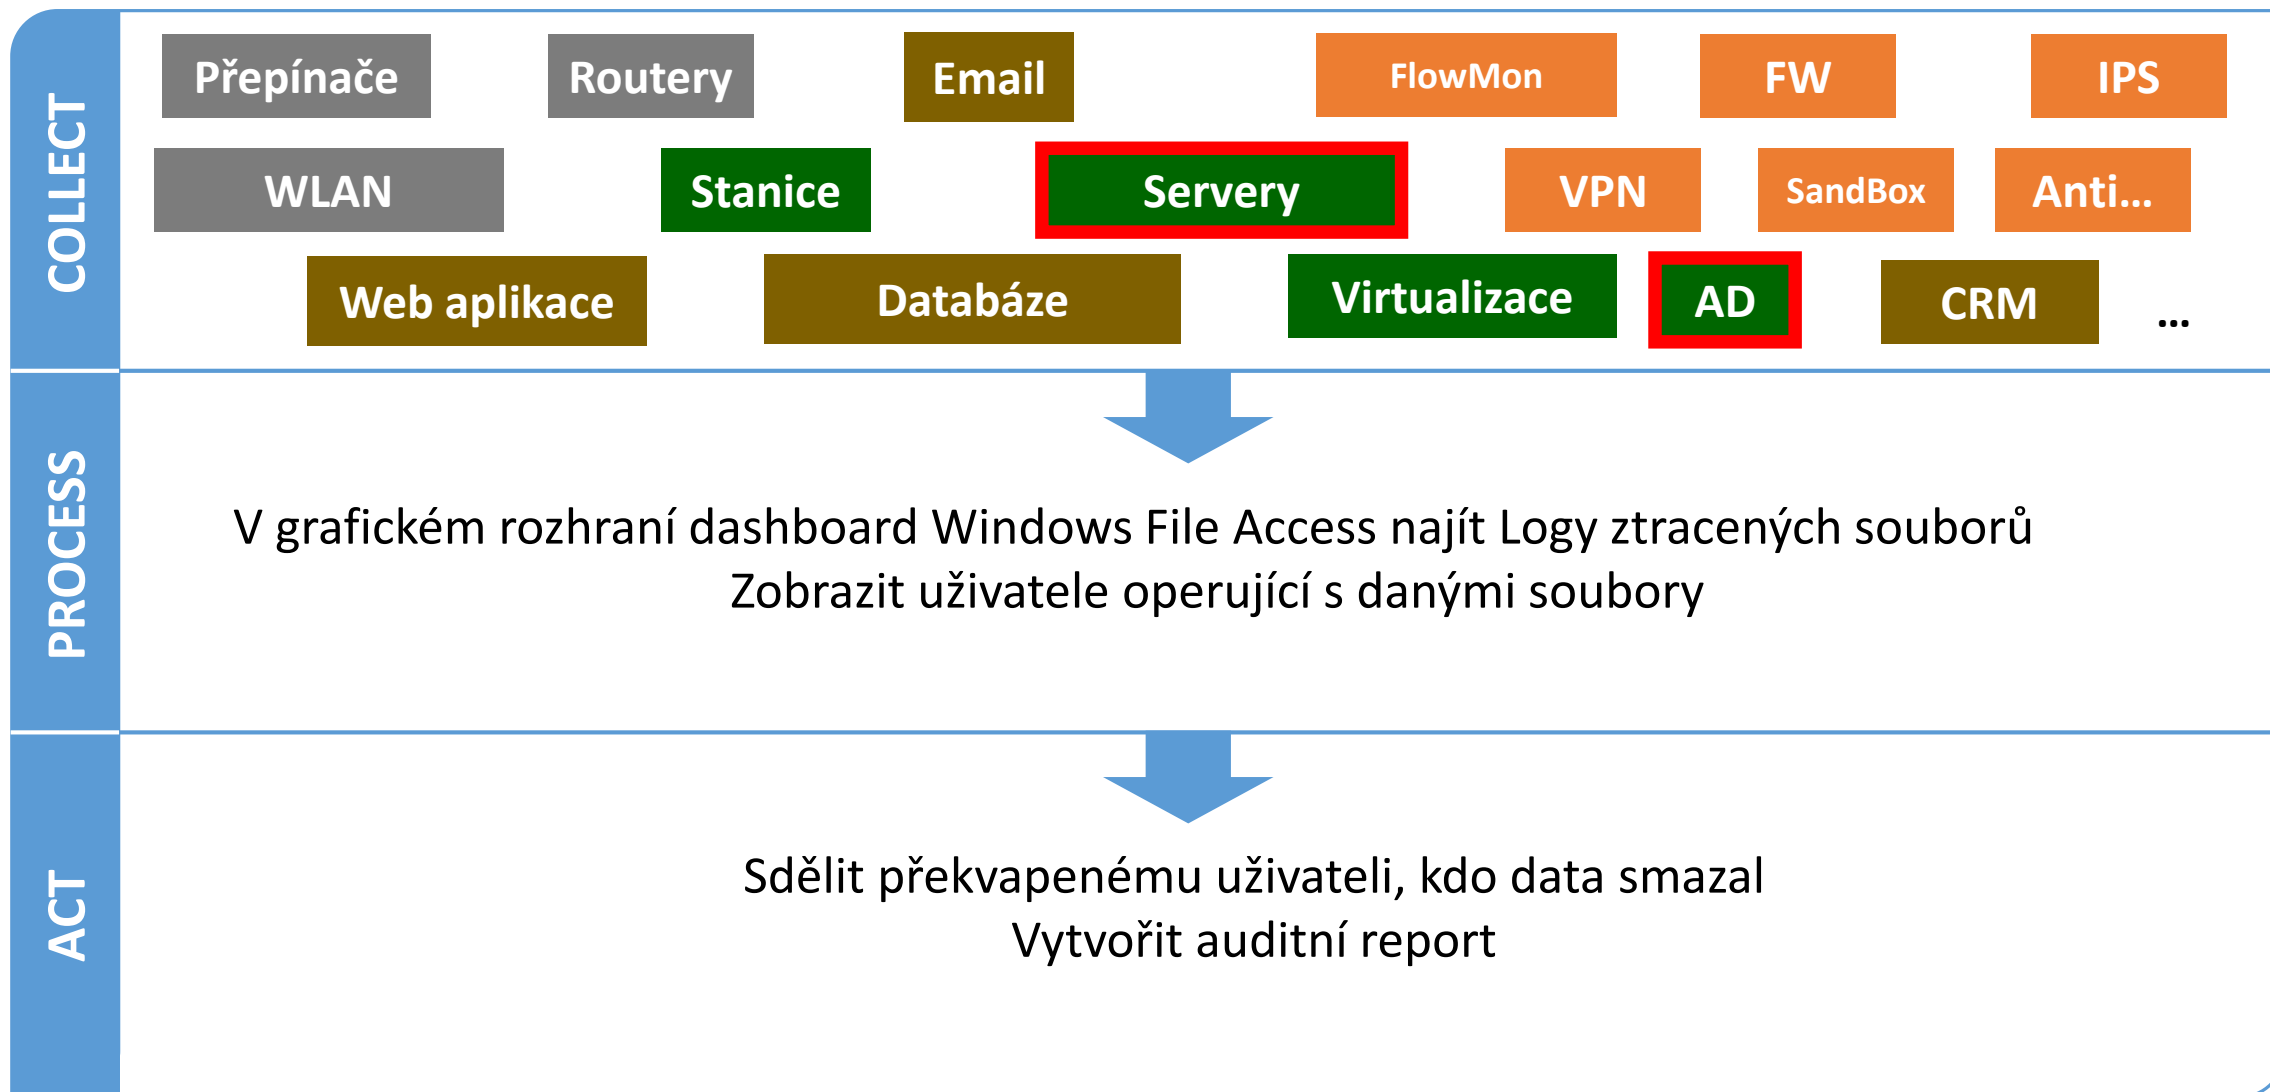 COLLECT
Přepínače
Routery
Email
FlowMon
FW
IPS
WLAN
Stanice
Servery
VPN
SandBox
Anti...
Web aplikace
Databáze
Virtualizace
AD
CRM
...
PROCESS
V grafickém rozhraní dashboard Windows File Access najít Logy ztracených souborů
Zobrazit uživatele operující s danými soubory
ACT
Sdělit překvapenému uživateli, kdo data smazal
Vytvořit auditní report